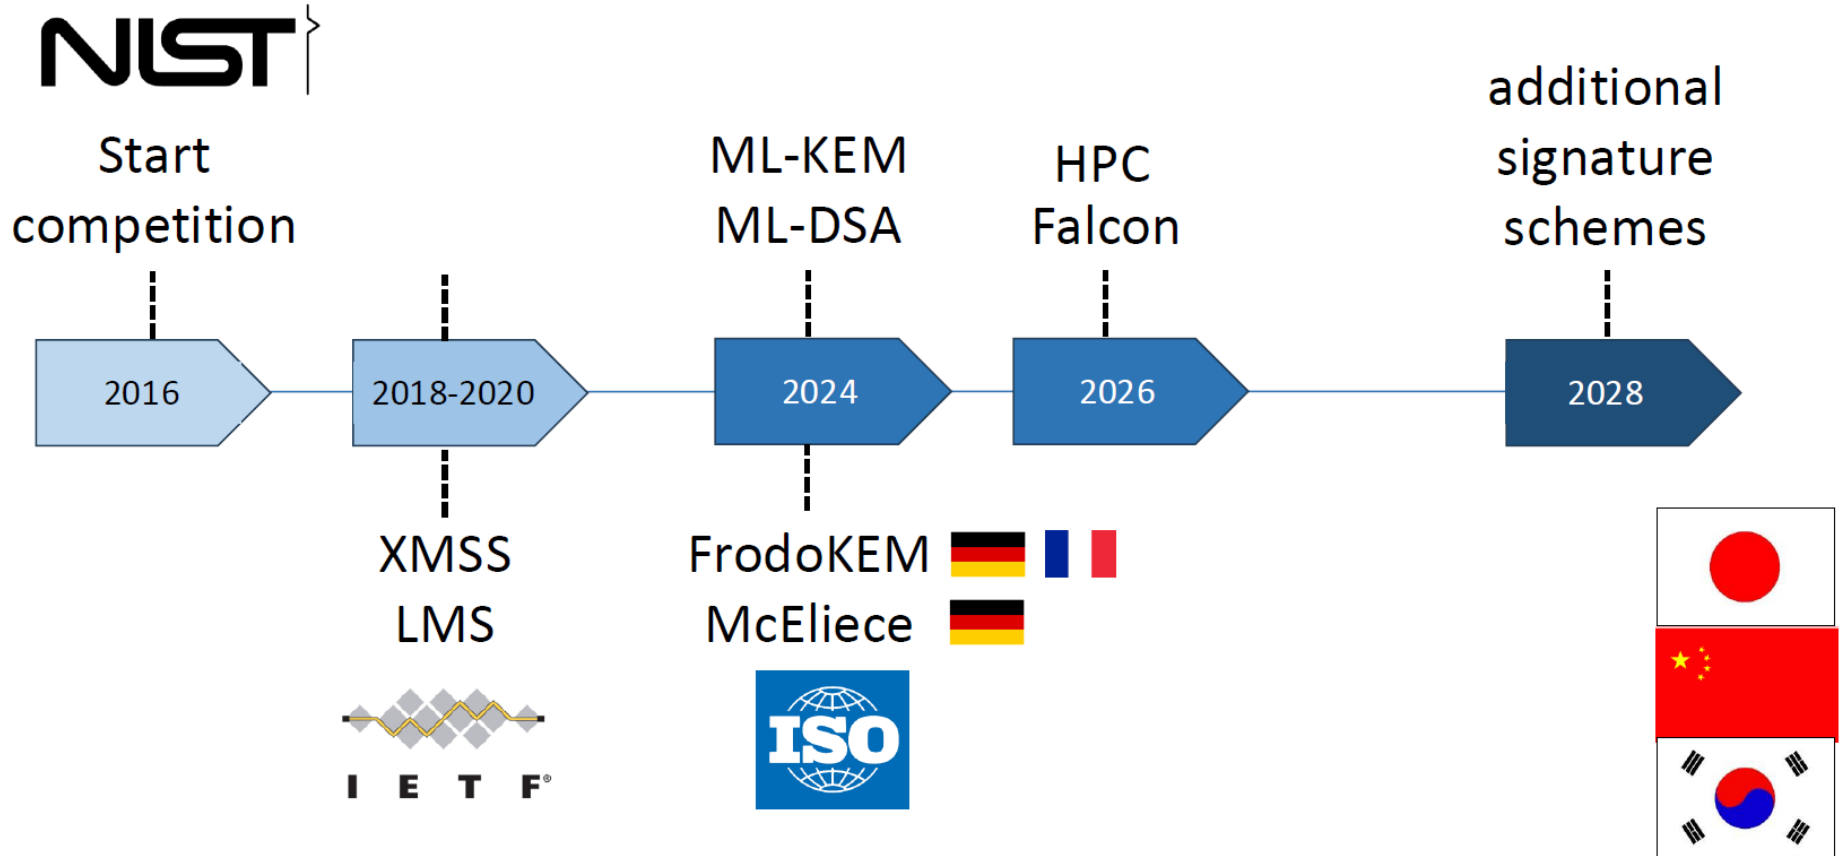 NIST
Start
competition
ML-KEM
ML-DSA
HPC
Falcon
additional
signature
schemes
2016
2018-2020
2024
2026
2028
XMSS
LMS
FrodoKEM
McEliece
IETF®
ISO